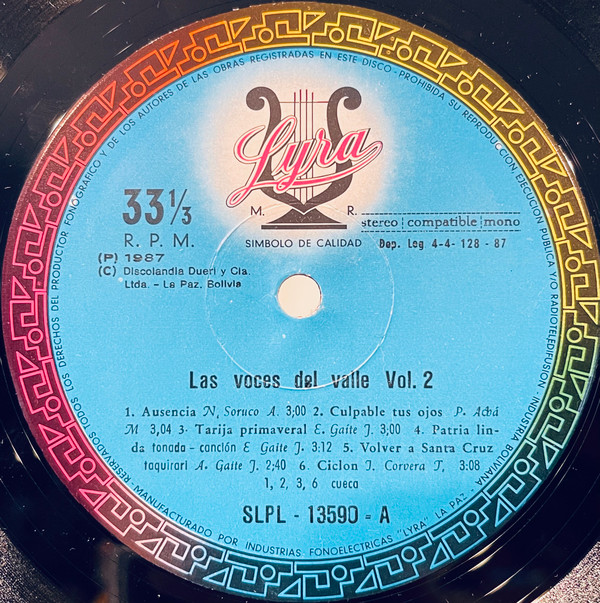 RESERVADOS TODOS LOS DERECHOS DEL PRODUCTOR FONOGRAFICO Y DE LOS AUTORES DE LAS OBRAS REGISTRADAS EN ESTE DISCO - PROHIBIDA SU REPRODUCCION EJECUCION PUBLICA Y/O RADIOTELEDIFUSION INDUSTRIA BOLIVIANA
Lyra
M. R.
SIMBOLO DE CALIDAD
33⅓
R. P. M.
stereo compatible mono
Dep. Leg 4-4- 128 - 87
(P) 1987
(C) Discolandia Dueri y Cia.
Ltda. - La Paz, Bolivia
Las voces del valle Vol. 2
1. Ausencia N, Soruco A. 3;00 2. Culpable tus ojos P. Achá
M 3,04 3· Tarija primaveral E. Gaite J. 3:00 4. Patria lin-
da tonada - canción E Gaite J. 3:12 5. Volver a Santa Cruz
taquirari A. Gaite J. 2;40 6. Ciclon J. Corvera T, 3:08
1, 2, 3, 6 cueca
SLPL - 13590 - A
MANUFACTURADO POR INDUSTRIAS FONOELECTRICAS "LYRA" LA PAZ -